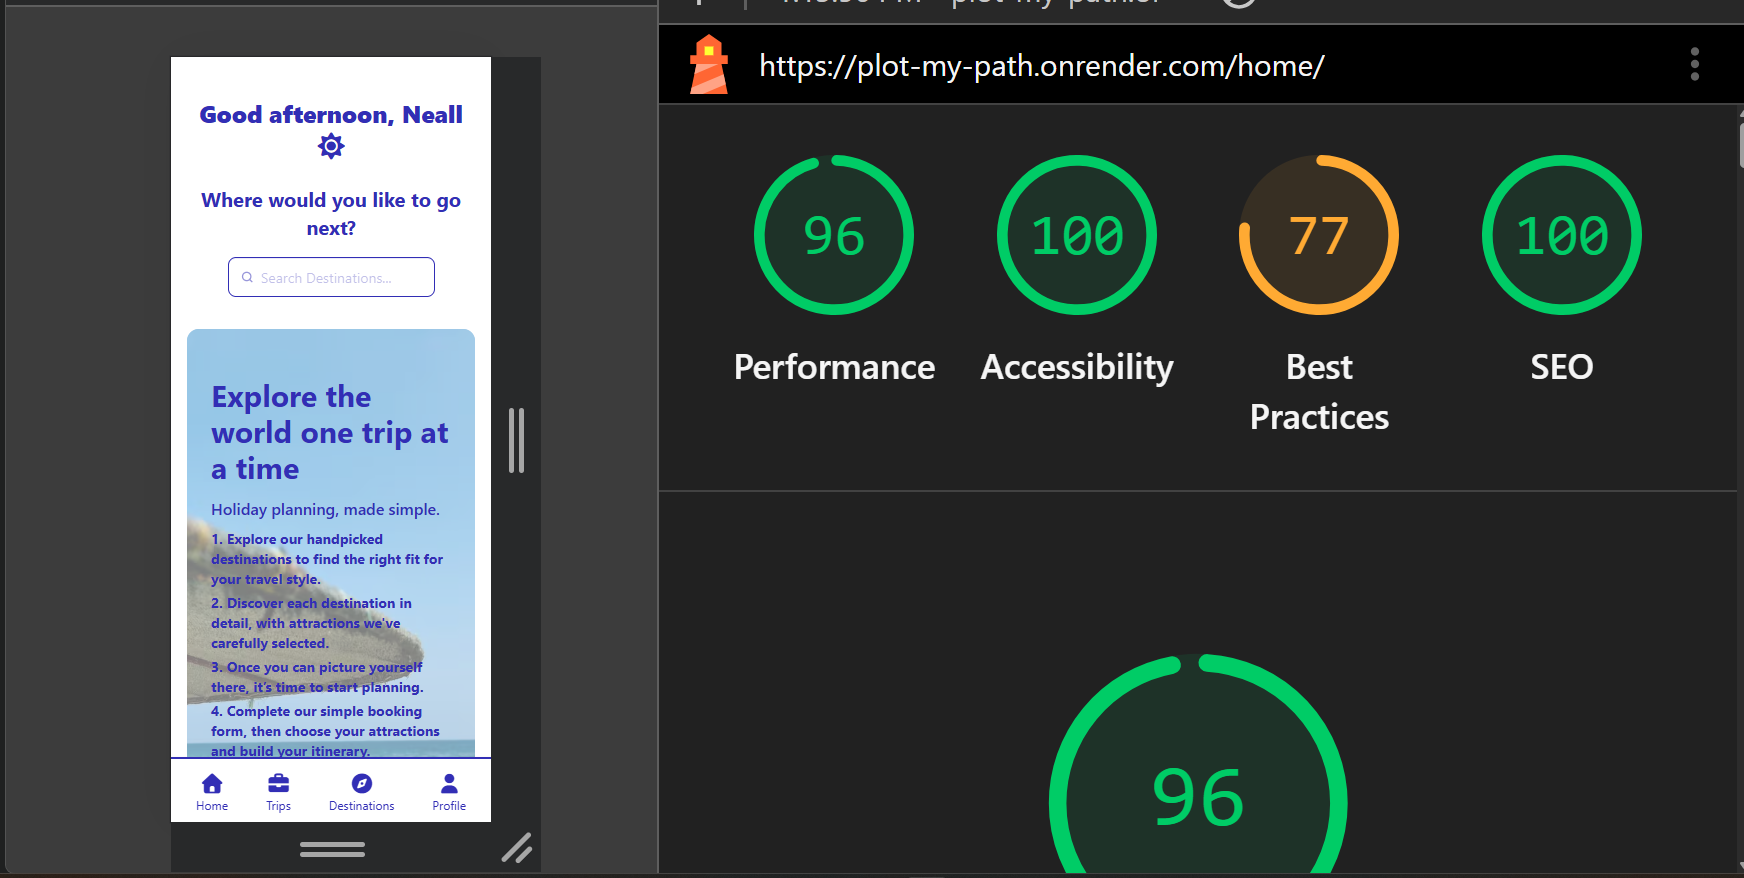 Good afternoon, Neall
Where would you like to go
next?
Search Destinations...
Explore the
world one trip at
a time
Holiday planning, made simple.
1. Explore our handpicked
destinations to find the right fit for
your travel style.
2. Discover each destination in
detail, with attractions we've
carefully selected.
3. Once you can picture yourself
there, it's time to start planning.
4. Complete our simple booking
form, then choose your attractions
and build your itinerary.
Home
Trips
Destinations
Profile
https://plot-my-path.onrender.com/home/
96
100
77
100
Performance
Accessibility
Best
Practices
SEO
96